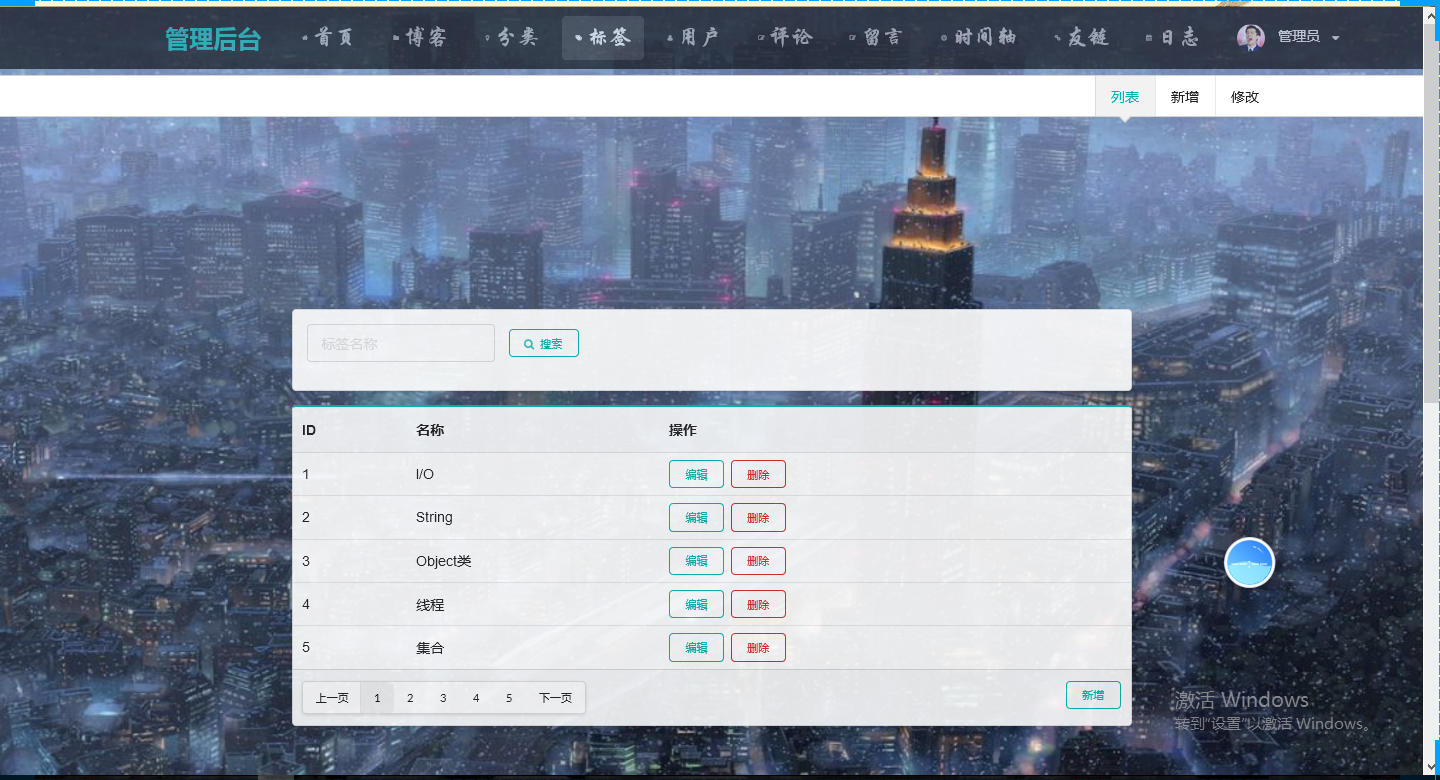 管理后台 首页 博客 分类 标签 用户 评论 留言 时间轴 友链 日志 管理员
列表 新增 修改
标签名称 搜索
ID 名称 操作
1 I/O 编辑 删除
2 String 编辑 删除
3 Object类 编辑 删除
4 线程 编辑 删除
5 集合 编辑 删除
上一页 1 2 3 4 5 下一页 新增
激活 Windows
转到"设置"以激活 Windows。